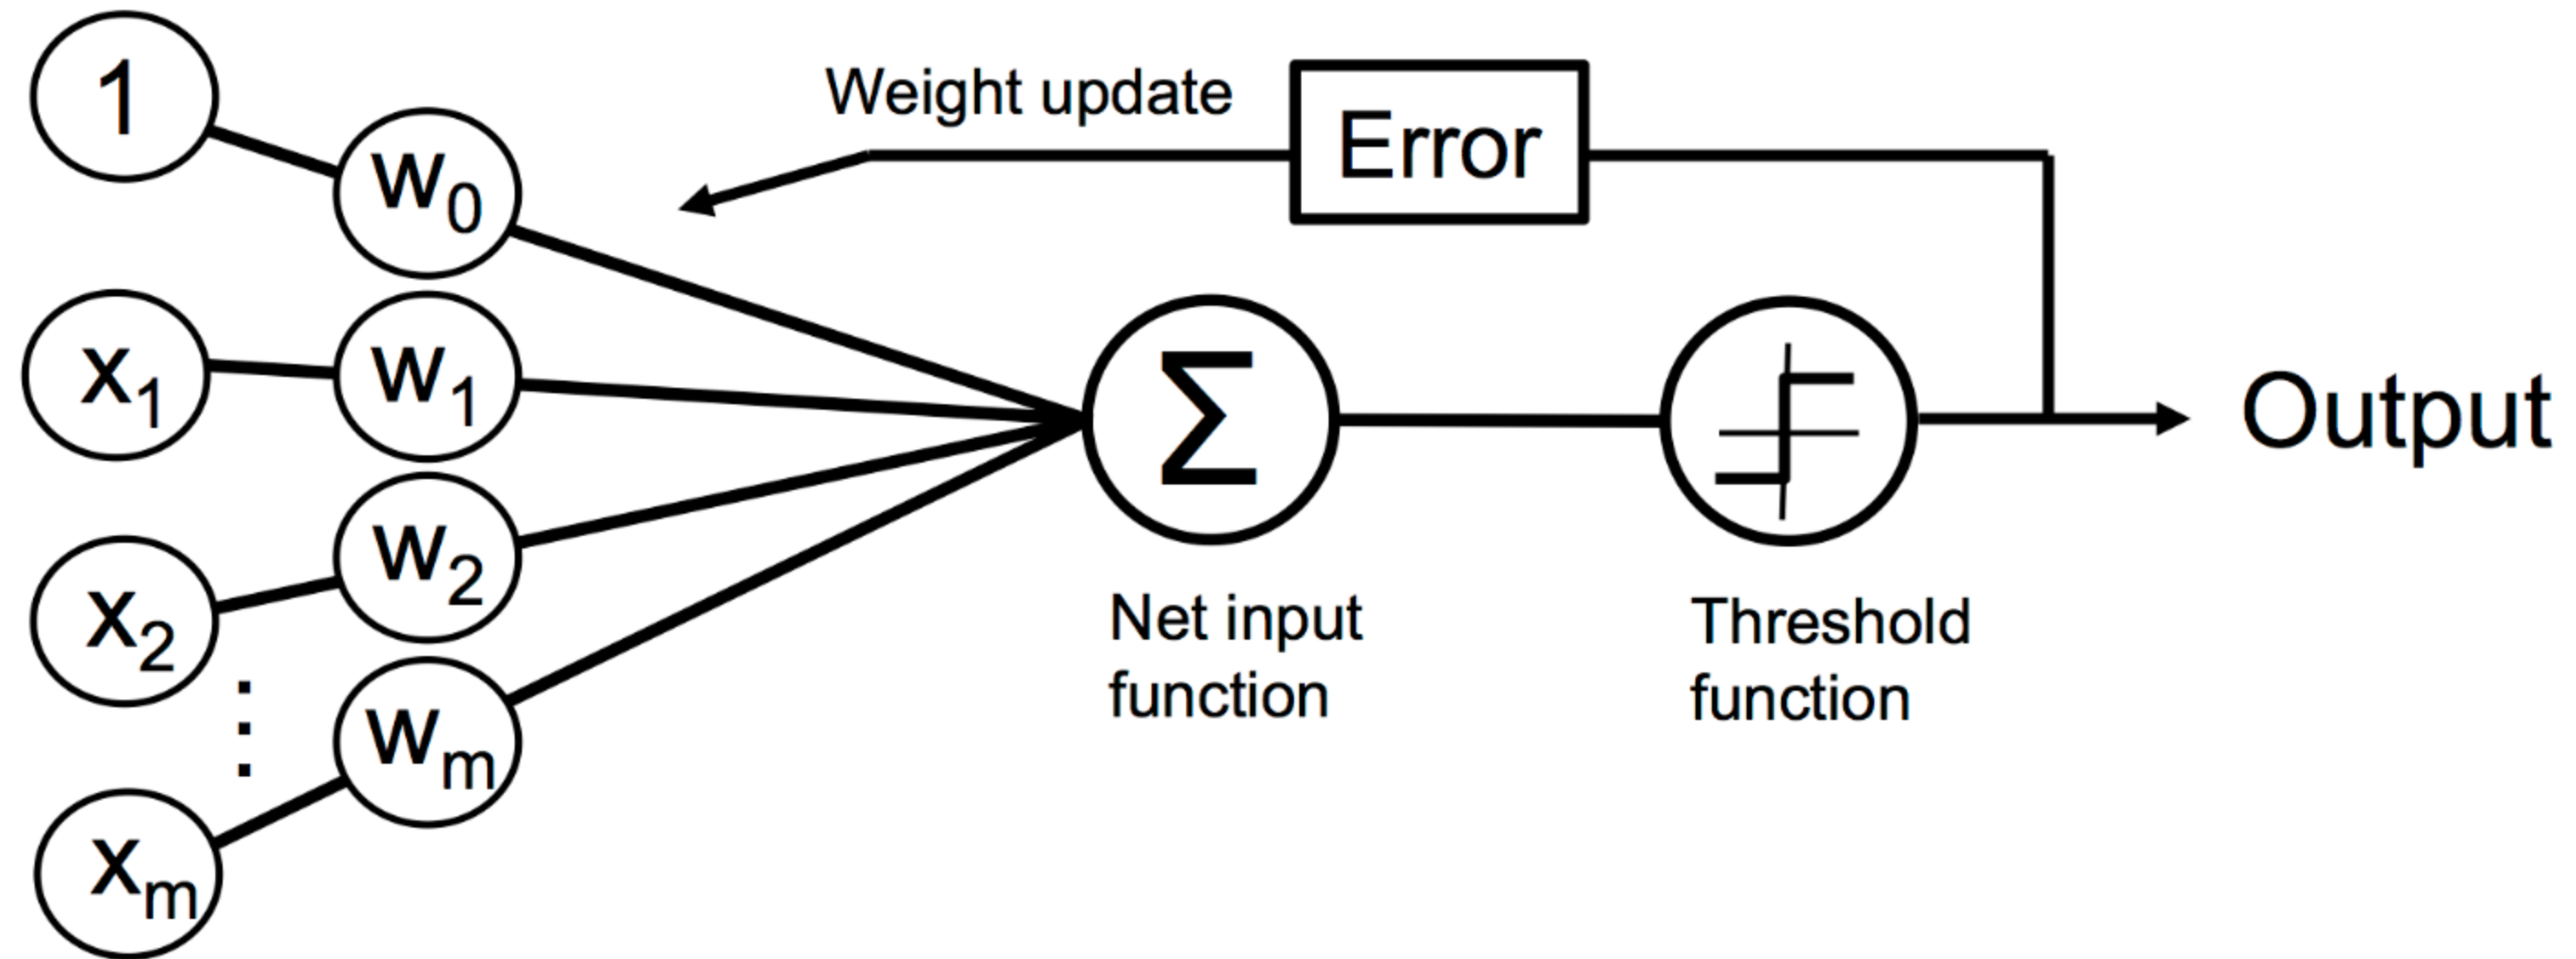 1
w0
Weight update
Error
x1
w1
Σ
Output
x2
w2
Net input
function
Threshold
function
⋮
xm
wm